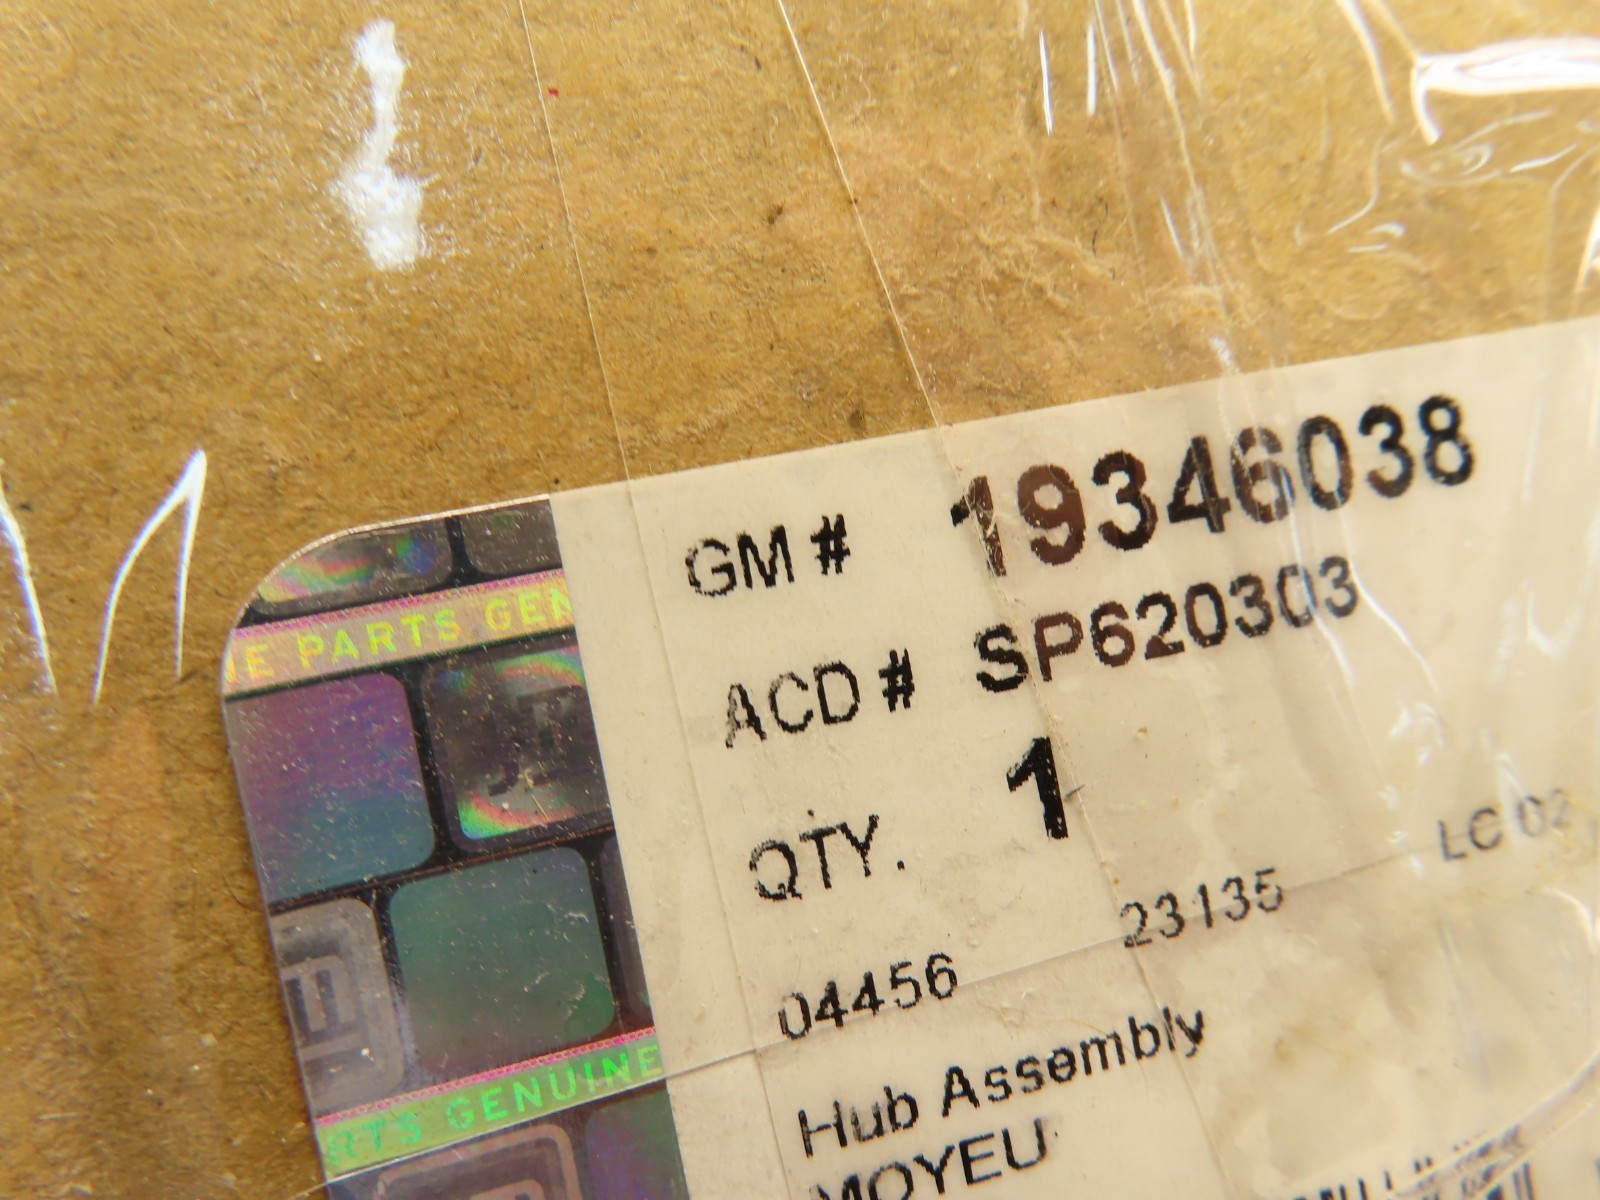 GM # 19346038
ACD # SP620303
QTY. 1
04456 23135 LC 02
Hub Assembly
MOYEU
PARTS GEN
GENUINE